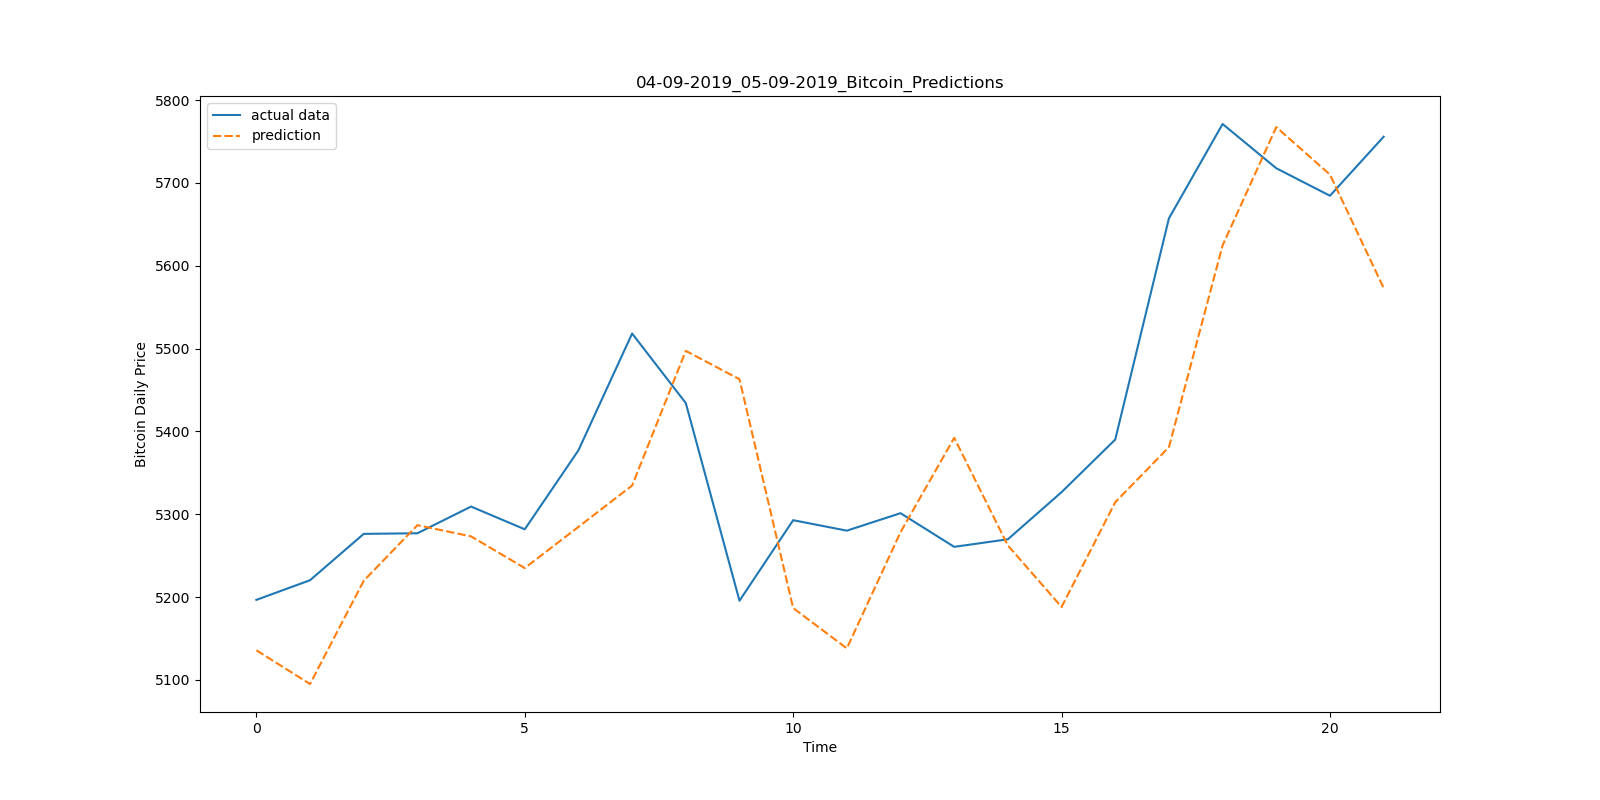 04-09-2019_05-09-2019_Bitcoin_Predictions
actual data
prediction
5800
5700
5600
5500
5400
5300
5200
5100
Bitcoin Daily Price
0 5 10 15 20
Time